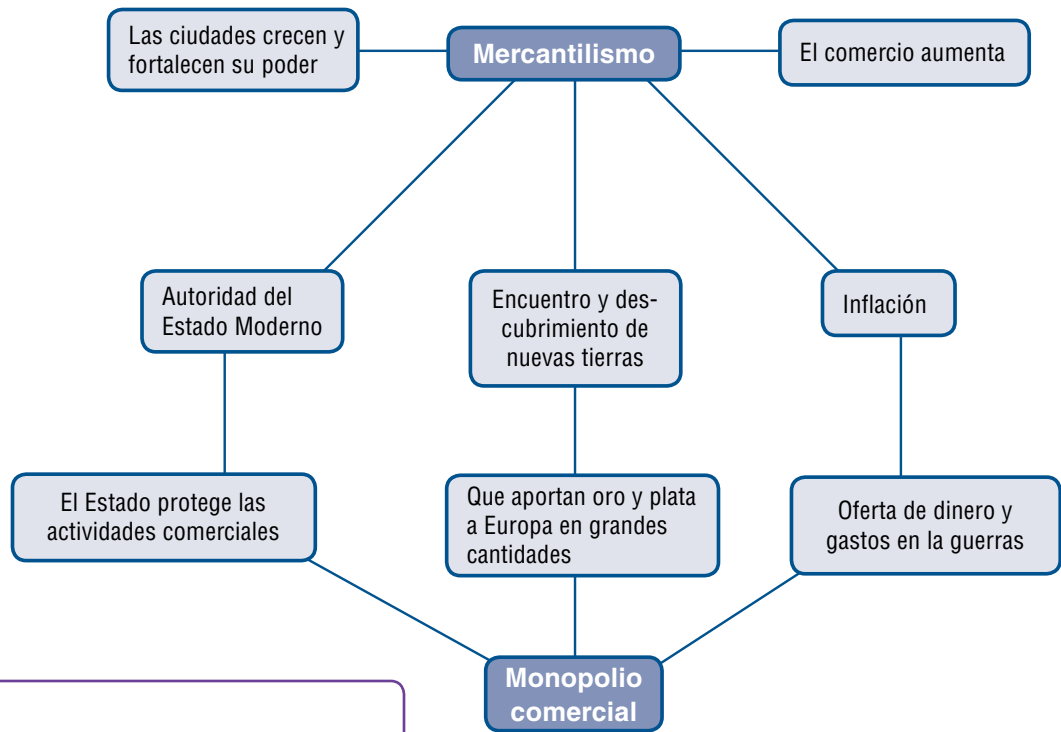 Las ciudades crecen y
fortalecen su poder
Mercantilismo
El comercio aumenta
Autoridad del
Estado Moderno
Encuentro y des-
cubrimiento de
nuevas tierras
Inflación
El Estado protege las
actividades comerciales
Que aportan oro y plata
a Europa en grandes
cantidades
Oferta de dinero y
gastos en la guerras
Monopolio
comercial